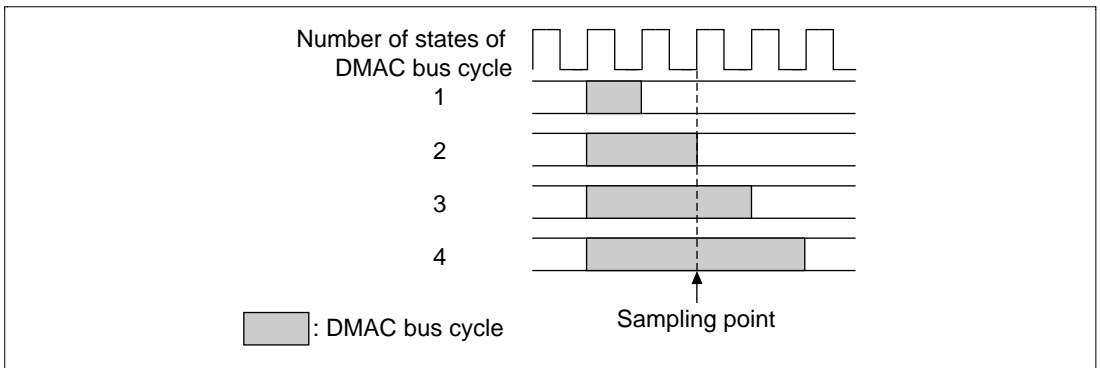 Number of states of
DMAC bus cycle
1
2
3
4
Sampling point
: DMAC bus cycle